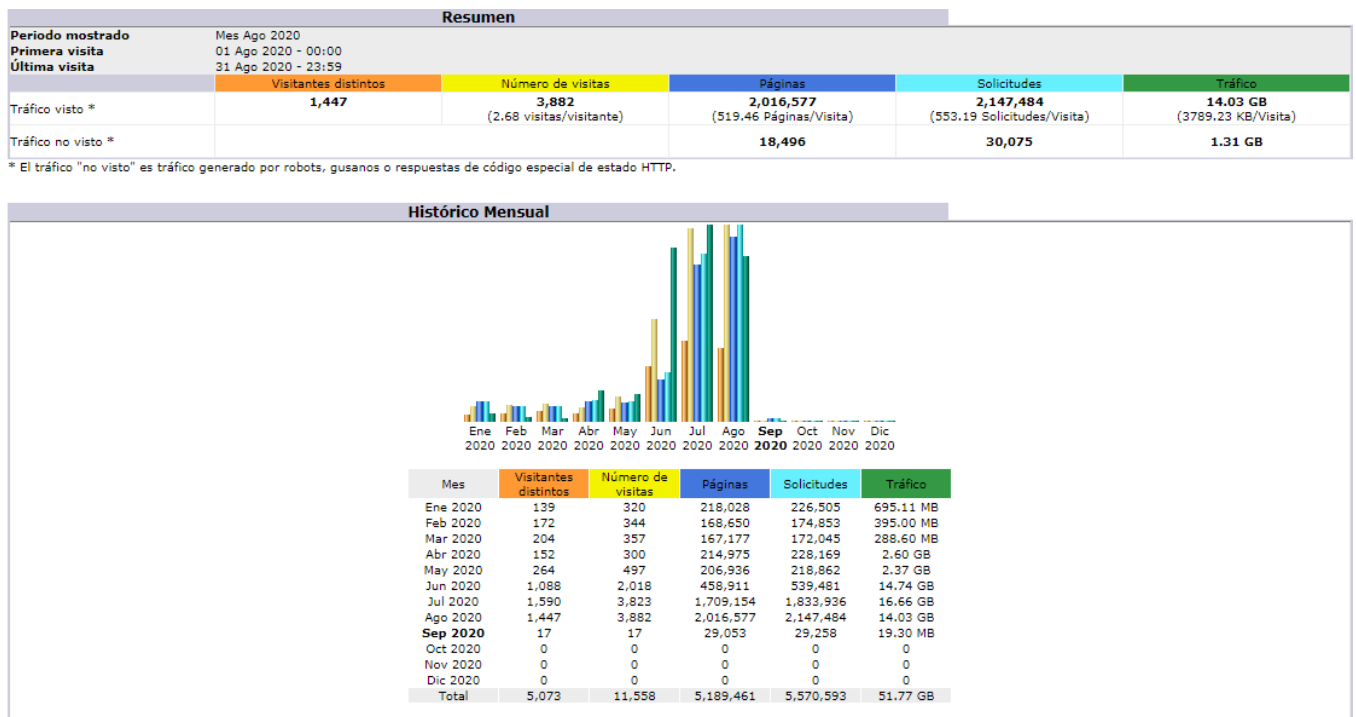 Resumen
Periodo mostrado Mes Ago 2020
Primera visita 01 Ago 2020 - 00:00
Última visita 31 Ago 2020 - 23:59
Visitantes distintos Número de visitas Páginas Solicitudes Tráfico
Tráfico visto * 1,447 3,882 2,016,577 2,147,484 14.03 GB
(2.68 visitas/visitante) (519.46 Páginas/Visita) (553.19 Solicitudes/Visita) (3789.23 KB/Visita)
Tráfico no visto * 18,496 30,075 1.31 GB
* El tráfico "no visto" es tráfico generado por robots, gusanos o respuestas de código especial de estado HTTP.
Histórico Mensual
Ene Feb Mar Abr May Jun Jul Ago Sep Oct Nov Dic
2020 2020 2020 2020 2020 2020 2020 2020 2020 2020 2020 2020
Mes Visitantes distintos Número de visitas Páginas Solicitudes Tráfico
Ene 2020 139 320 218,028 226,505 695.11 MB
Feb 2020 172 344 168,650 174,853 395.00 MB
Mar 2020 204 357 167,177 172,045 288.60 MB
Abr 2020 152 300 214,975 228,169 2.60 GB
May 2020 264 497 206,936 218,862 2.37 GB
Jun 2020 1,088 2,018 458,911 539,481 14.74 GB
Jul 2020 1,590 3,823 1,709,154 1,833,936 16.66 GB
Ago 2020 1,447 3,882 2,016,577 2,147,484 14.03 GB
Sep 2020 17 17 29,053 29,258 19.30 MB
Oct 2020 0 0 0 0 0
Nov 2020 0 0 0 0 0
Dic 2020 0 0 0 0 0
Total 5,073 11,558 5,189,461 5,570,593 51.77 GB